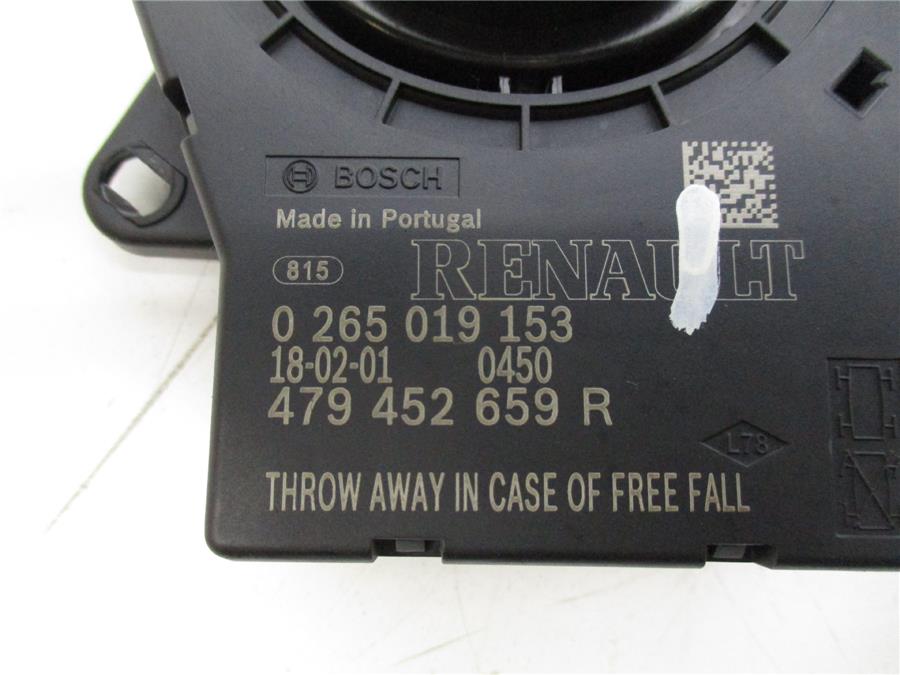 BOSCH
Made in Portugal
815
RENAULT
0 265 019 153
18-02-01 0450
479 452 659 R
L78
THROW AWAY IN CASE OF FREE FALL